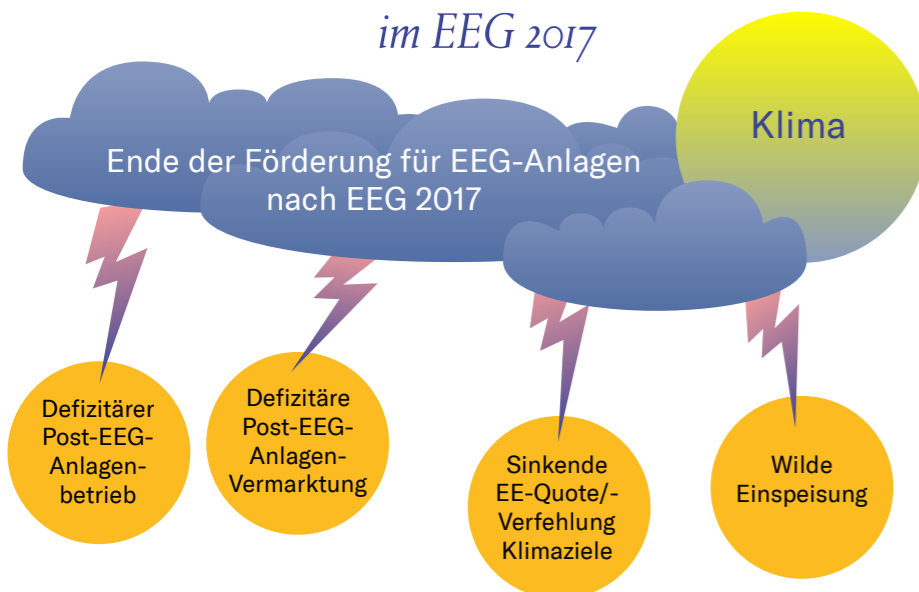 im EEG 2017
Klima
Ende der Förderung für EEG-Anlagen
nach EEG 2017
Defizitärer
Post-EEG-
Anlagen-
betrieb
Defizitäre
Post-EEG-
Anlagen-
Vermarktung
Sinkende
EE-Quote/-
Verfehlung
Klimaziele
Wilde
Einspeisung